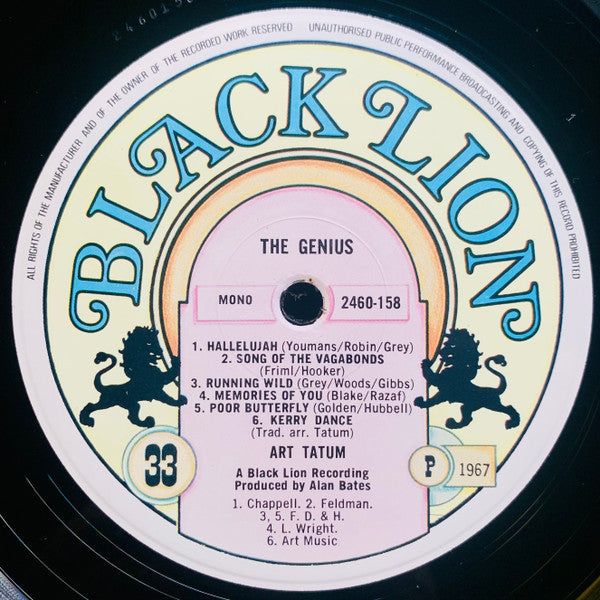 ALL RIGHTS OF THE MANUFACTURER AND OF THE OWNER OF THE RECORDED WORK RESERVED UNAUTHORISED PUBLIC PERFORMANCE BROADCASTING AND COPYING OF THIS RECORD PROHIBITED
BLACK LION
THE GENIUS
MONO 2460-158
1. HALLELUJAH (Youmans/Robin/Grey)
2. SONG OF THE VAGABONDS
(Friml/Hooker)
3. RUNNING WILD (Grey/Woods/Gibbs)
4. MEMORIES OF YOU (Blake/Razaf)
5. POOR BUTTERFLY (Golden/Hubbell)
6. KERRY DANCE
(Trad. arr. Tatum)
ART TATUM
33
P 1967
A Black Lion Recording
Produced by Alan Bates
1. Chappell. 2. Feldman.
3, 5. F. D. & H.
4. L. Wright.
6. Art Music